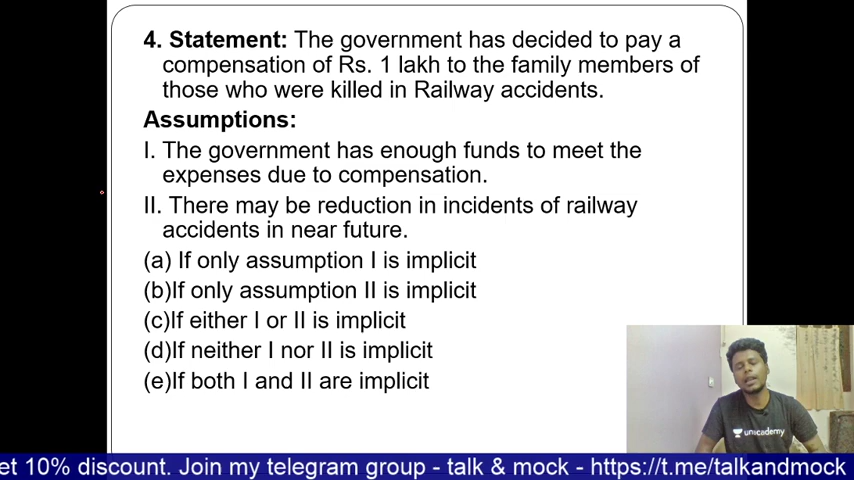 4. Statement: The government has decided to pay a
compensation of Rs. 1 lakh to the family members of
those who were killed in Railway accidents.
Assumptions:
I. The government has enough funds to meet the
expenses due to compensation.
II. There may be reduction in incidents of railway
accidents in near future.
(a) If only assumption I is implicit
(b)If only assumption II is implicit
(c)If either I or II is implicit
(d)If neither I nor II is implicit
(e)If both I and II are implicit
unacademy
et 10% discount. Join my telegram group - talk & mock - https://t.me/talkandmock